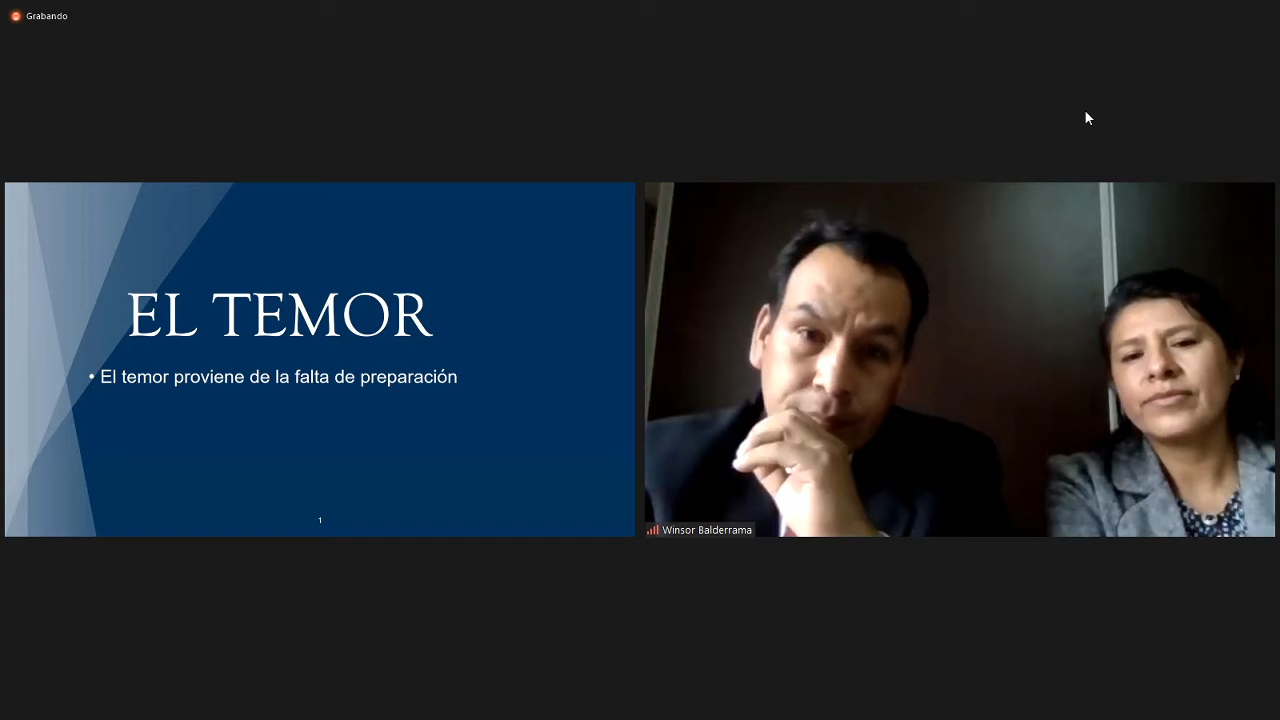 Grabando
EL TEMOR
• El temor proviene de la falta de preparación
1
Winsor Balderrama